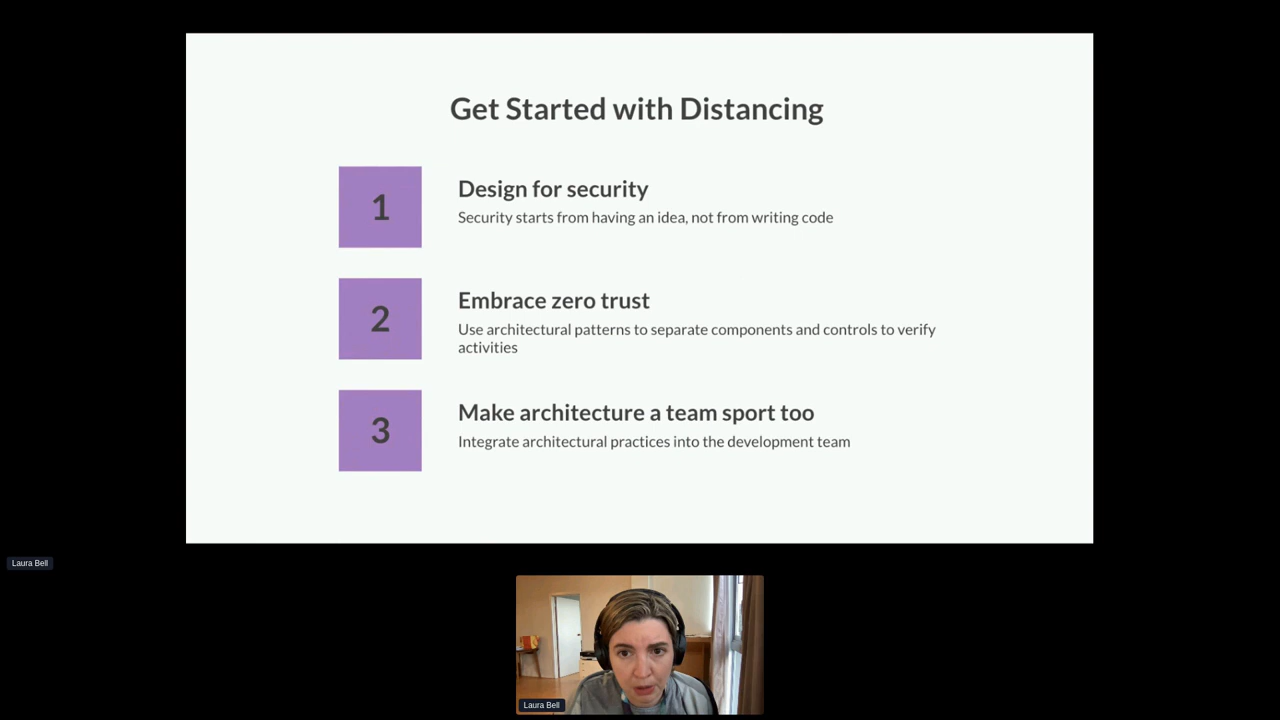 Get Started with Distancing
1
Design for security
Security starts from having an idea, not from writing code
2
Embrace zero trust
Use architectural patterns to separate components and controls to verify
activities
3
Make architecture a team sport too
Integrate architectural practices into the development team
Laura Bell
Laura Bell